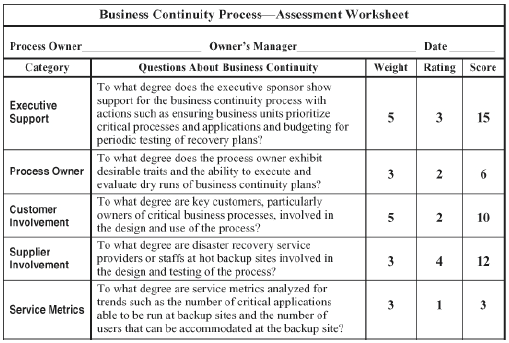 Business Continuity Process—Assessment Worksheet
Process Owner____________________ Owner's Manager____________________ Date________
Category Questions About Business Continuity Weight Rating Score
Executive Support To what degree does the executive sponsor show
support for the business continuity process with
actions such as ensuring business units prioritize
critical processes and applications and budgeting for
periodic testing of recovery plans? 5 3 15
Process Owner To what degree does the process owner exhibit
desirable traits and the ability to execute and
evaluate dry runs of business continuity plans? 3 2 6
Customer Involvement To what degree are key customers, particularly
owners of critical business processes, involved in
the design and use of the process? 5 2 10
Supplier Involvement To what degree are disaster recovery service
providers or staffs at hot backup sites involved in
the design and testing of the process? 3 4 12
Service Metrics To what degree are service metrics analyzed for
trends such as the number of critical applications
able to be run at backup sites and the number of
users that can be accommodated at the backup site? 3 1 3